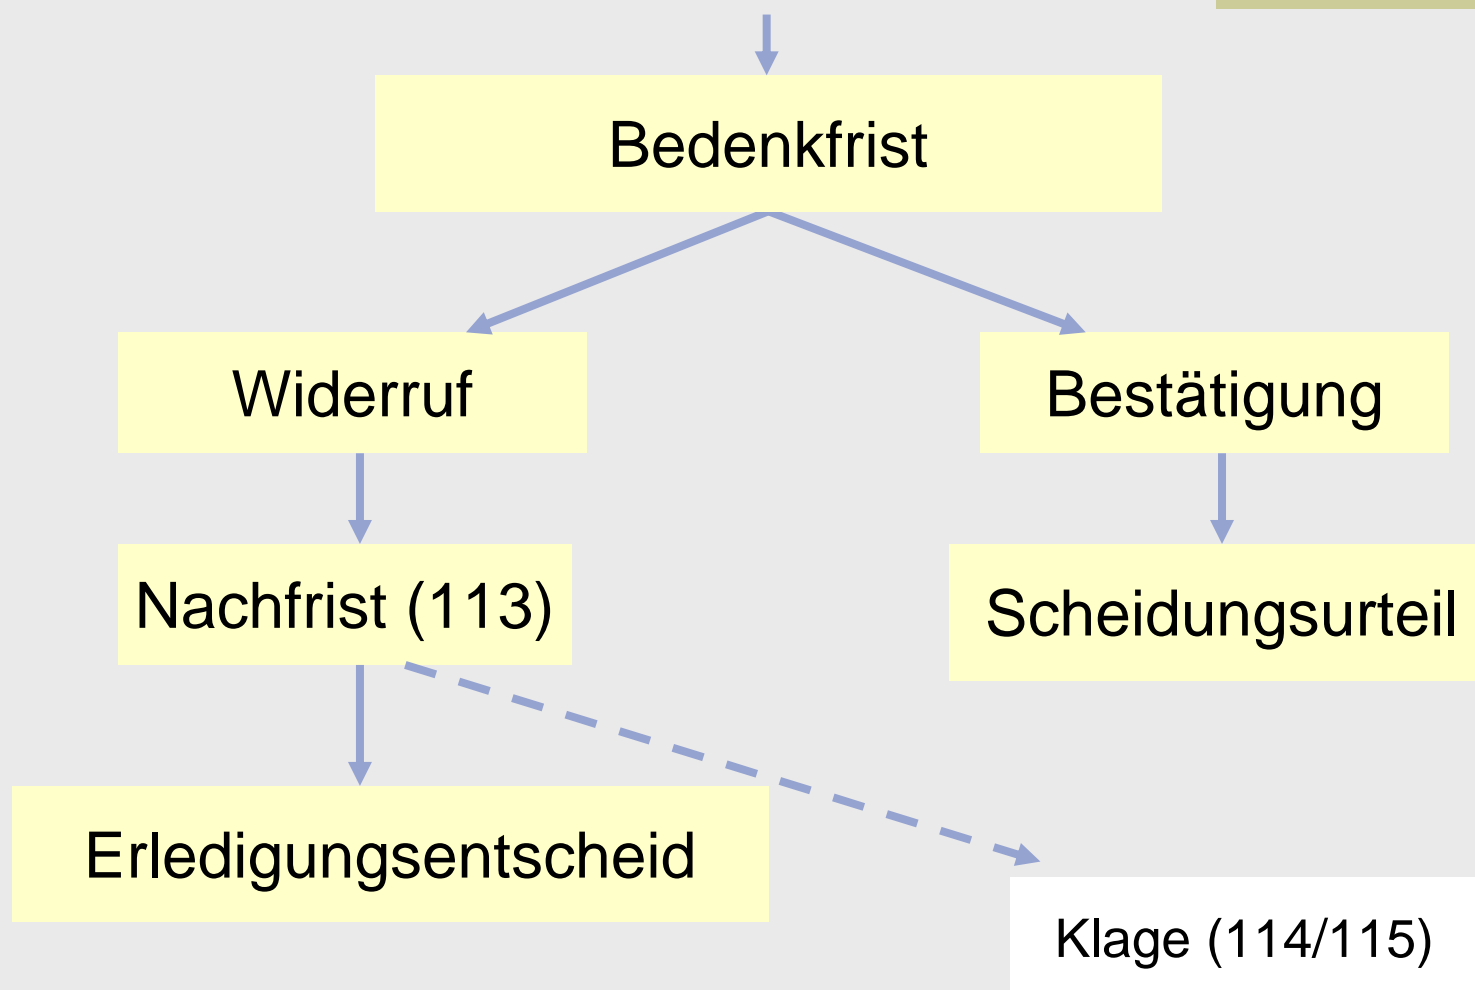 Bedenkfrist
Widerruf
Bestätigung
Nachfrist (113)
Scheidungsurteil
Erledigungsentscheid
Klage (114/115)